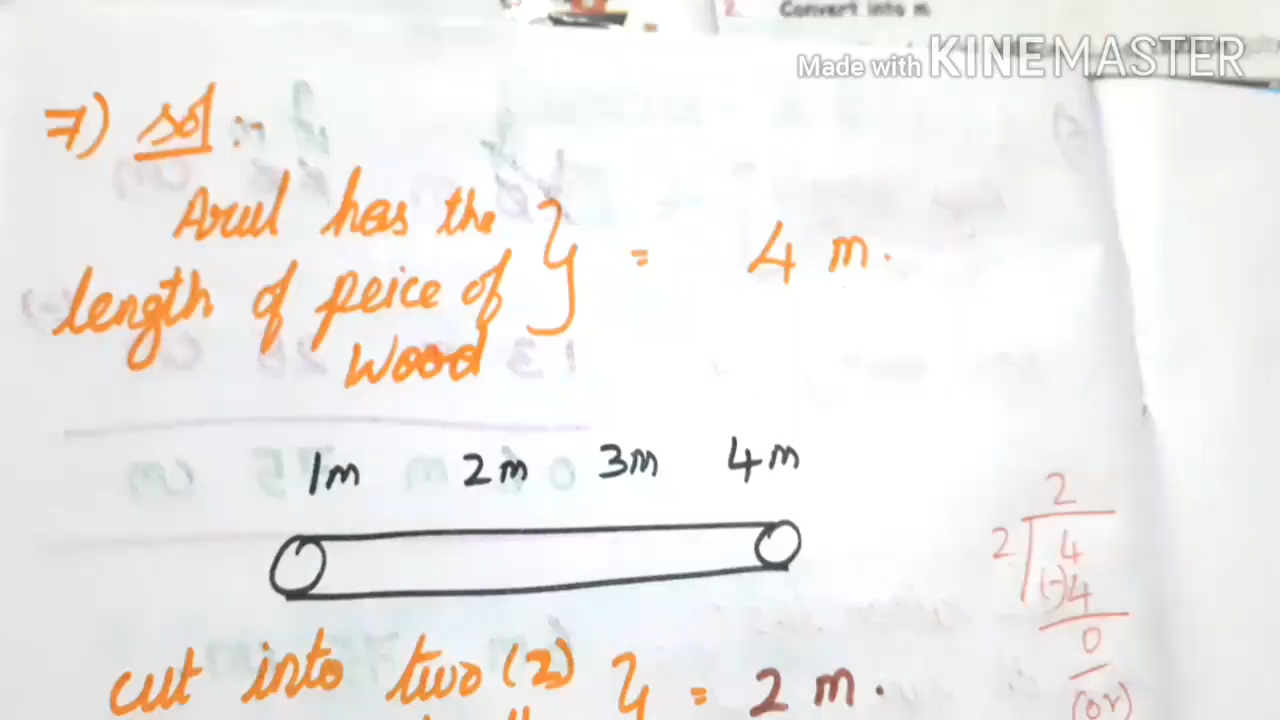 2 Convert into m
Made with KINEMASTER
7) Sol :-
Arul has the
length of peice of } = 4 m.
wood
1m 2m 3m 4m
2
2 4
(-)4
0
(or)
cut into two (2) } = 2 m.